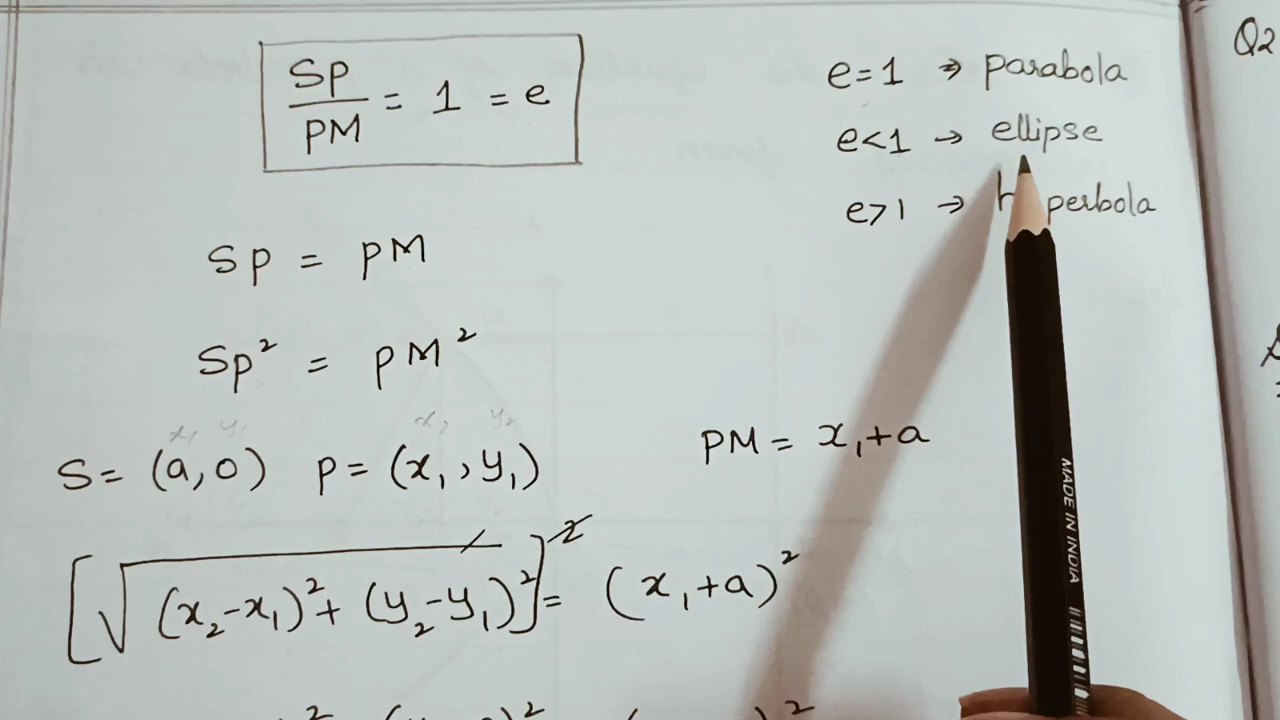 SP/PM = 1 = e
e=1 → parabola
e<1 → ellipse
e>1 → h perbola
SP = PM
SP² = PM²
x₁ y₁ x₂ y₂
S= (a,0) P= (x₁, y₁)
PM = x₁+a
[√(x₂-x₁)²+ (y₂-y₁)²]² = (x₁+a)²
MADE IN INDIA
Q2